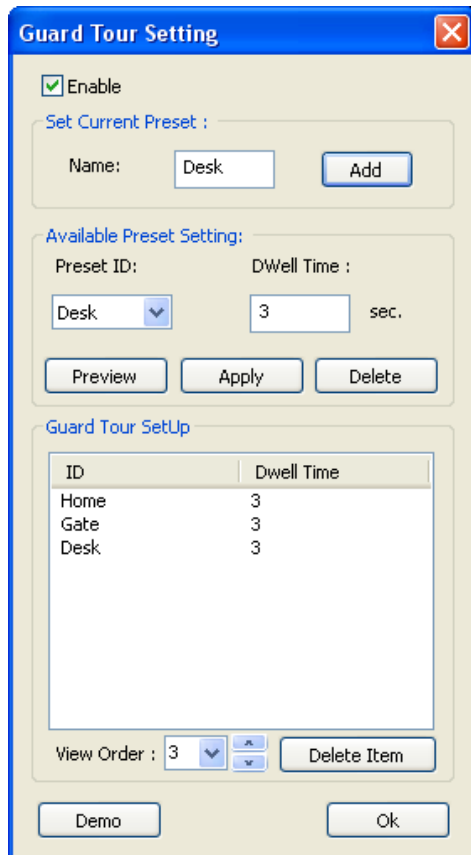 Guard Tour Setting
Enable
Set Current Preset :
Name: Desk Add
Available Preset Setting:
Preset ID: DWell Time :
Desk 3 sec.
Preview Apply Delete
Guard Tour SetUp
ID Dwell Time
Home 3
Gate 3
Desk 3
View Order : 3 Delete Item
Demo Ok